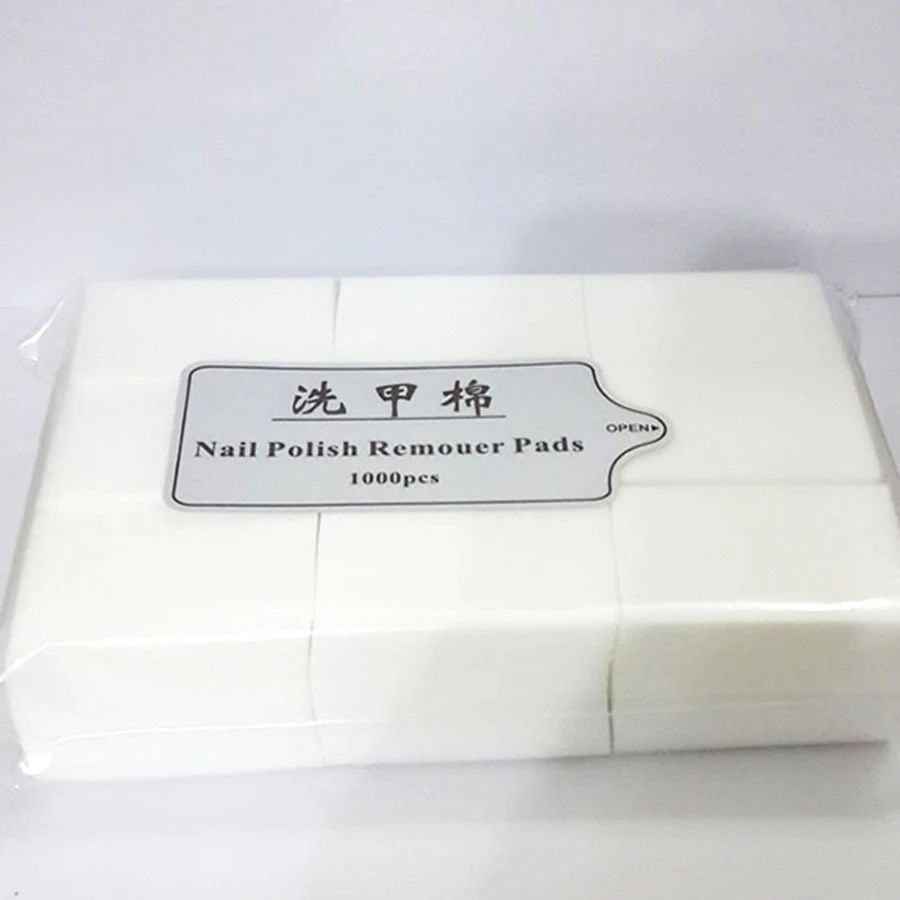 洗甲棉
Nail Polish Remouer Pads
1000pcs
OPEN▸